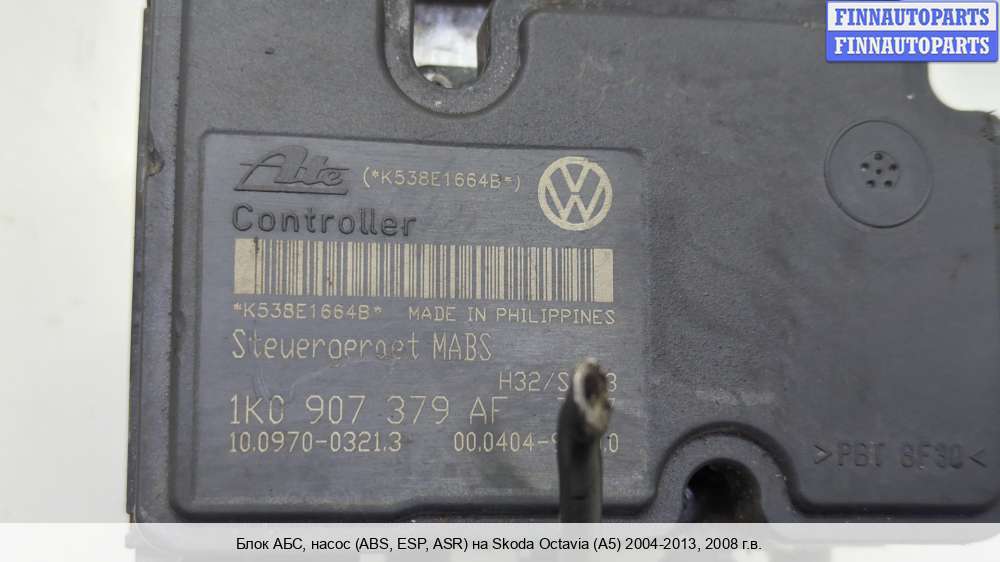 FINNAUTOPARTS
FINNAUTOPARTS
Ate (*K538E1664B*)
Controller
*K538E1664B* MADE IN PHILIPPINES
Steuergeraet MABS
1K0 907 379 AF
10.0970-0321.3
>PBT GF30<
Блок АБС, насос (ABS, ESP, ASR) на Skoda Octavia (A5) 2004-2013, 2008 г.в.